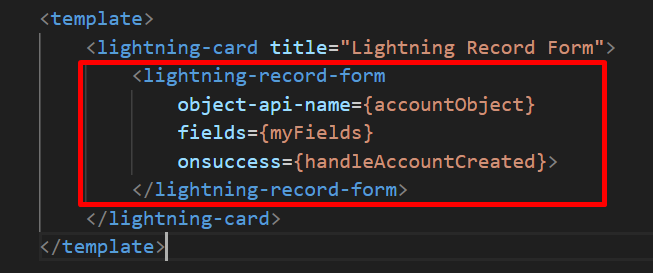 <template>
<lightning-card title="Lightning Record Form">
<lightning-record-form
object-api-name={accountObject}
fields={myFields}
onsuccess={handleAccountCreated}>
</lightning-record-form>
</lightning-card>
</template>